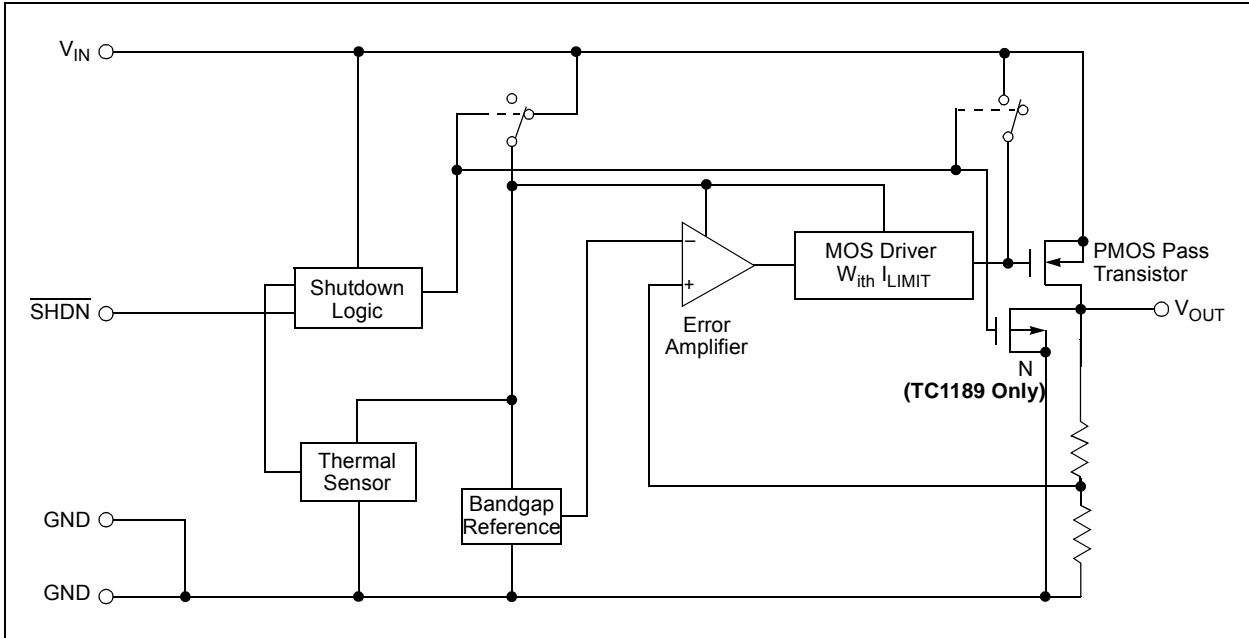 VIN
SHDN
GND
GND
Shutdown
Logic
Thermal
Sensor
Bandgap
Reference
−
+
Error
Amplifier
MOS Driver
With ILIMIT
PMOS Pass
Transistor
VOUT
N
(TC1189 Only)